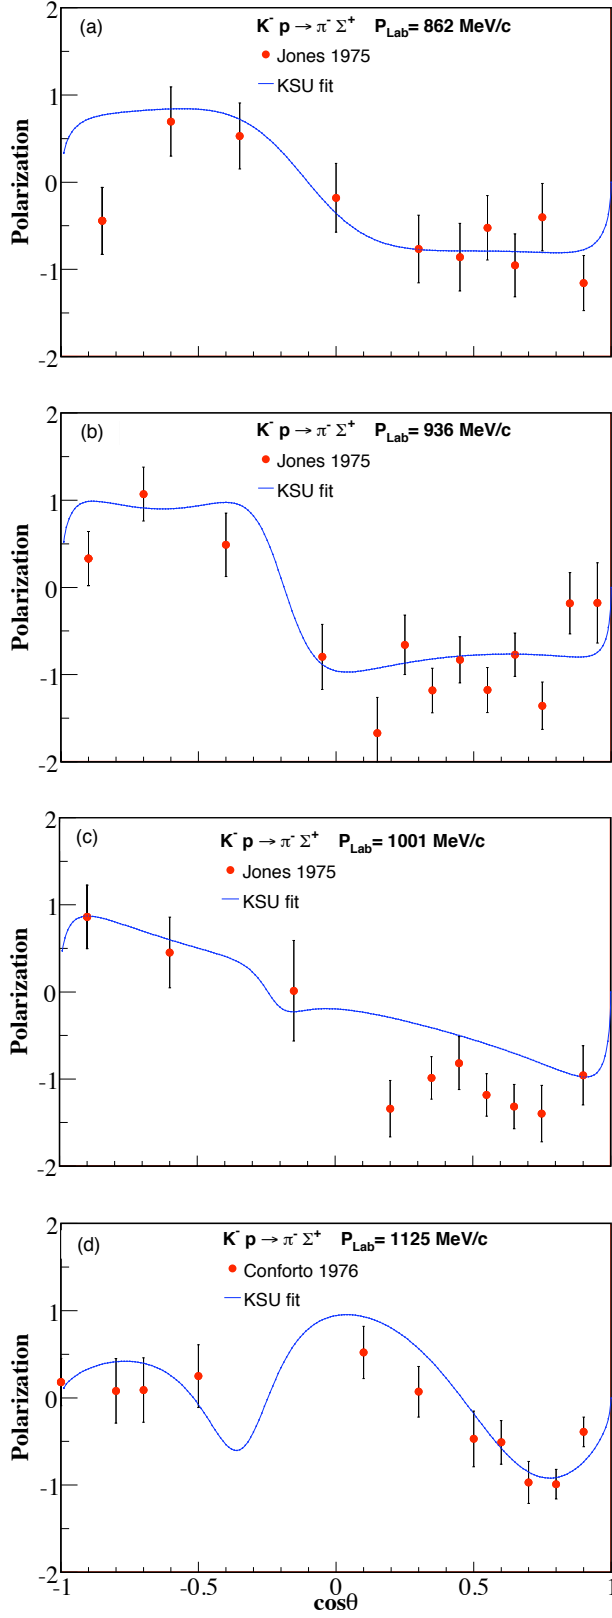 2
(a)
K⁻ p → π⁻ Σ⁺ P_Lab= 862 MeV/c
Jones 1975
KSU fit
1
0
-1
-2
Polarization
2
(b)
K⁻ p → π⁻ Σ⁺ P_Lab= 936 MeV/c
Jones 1975
KSU fit
1
0
-1
-2
Polarization
2
(c)
K⁻ p → π⁻ Σ⁺ P_Lab= 1001 MeV/c
Jones 1975
KSU fit
1
0
-1
-2
Polarization
2
(d)
K⁻ p → π⁻ Σ⁺ P_Lab= 1125 MeV/c
Conforto 1976
KSU fit
1
0
-1
-2
Polarization
-1 -0.5 0 0.5 1
cosθ